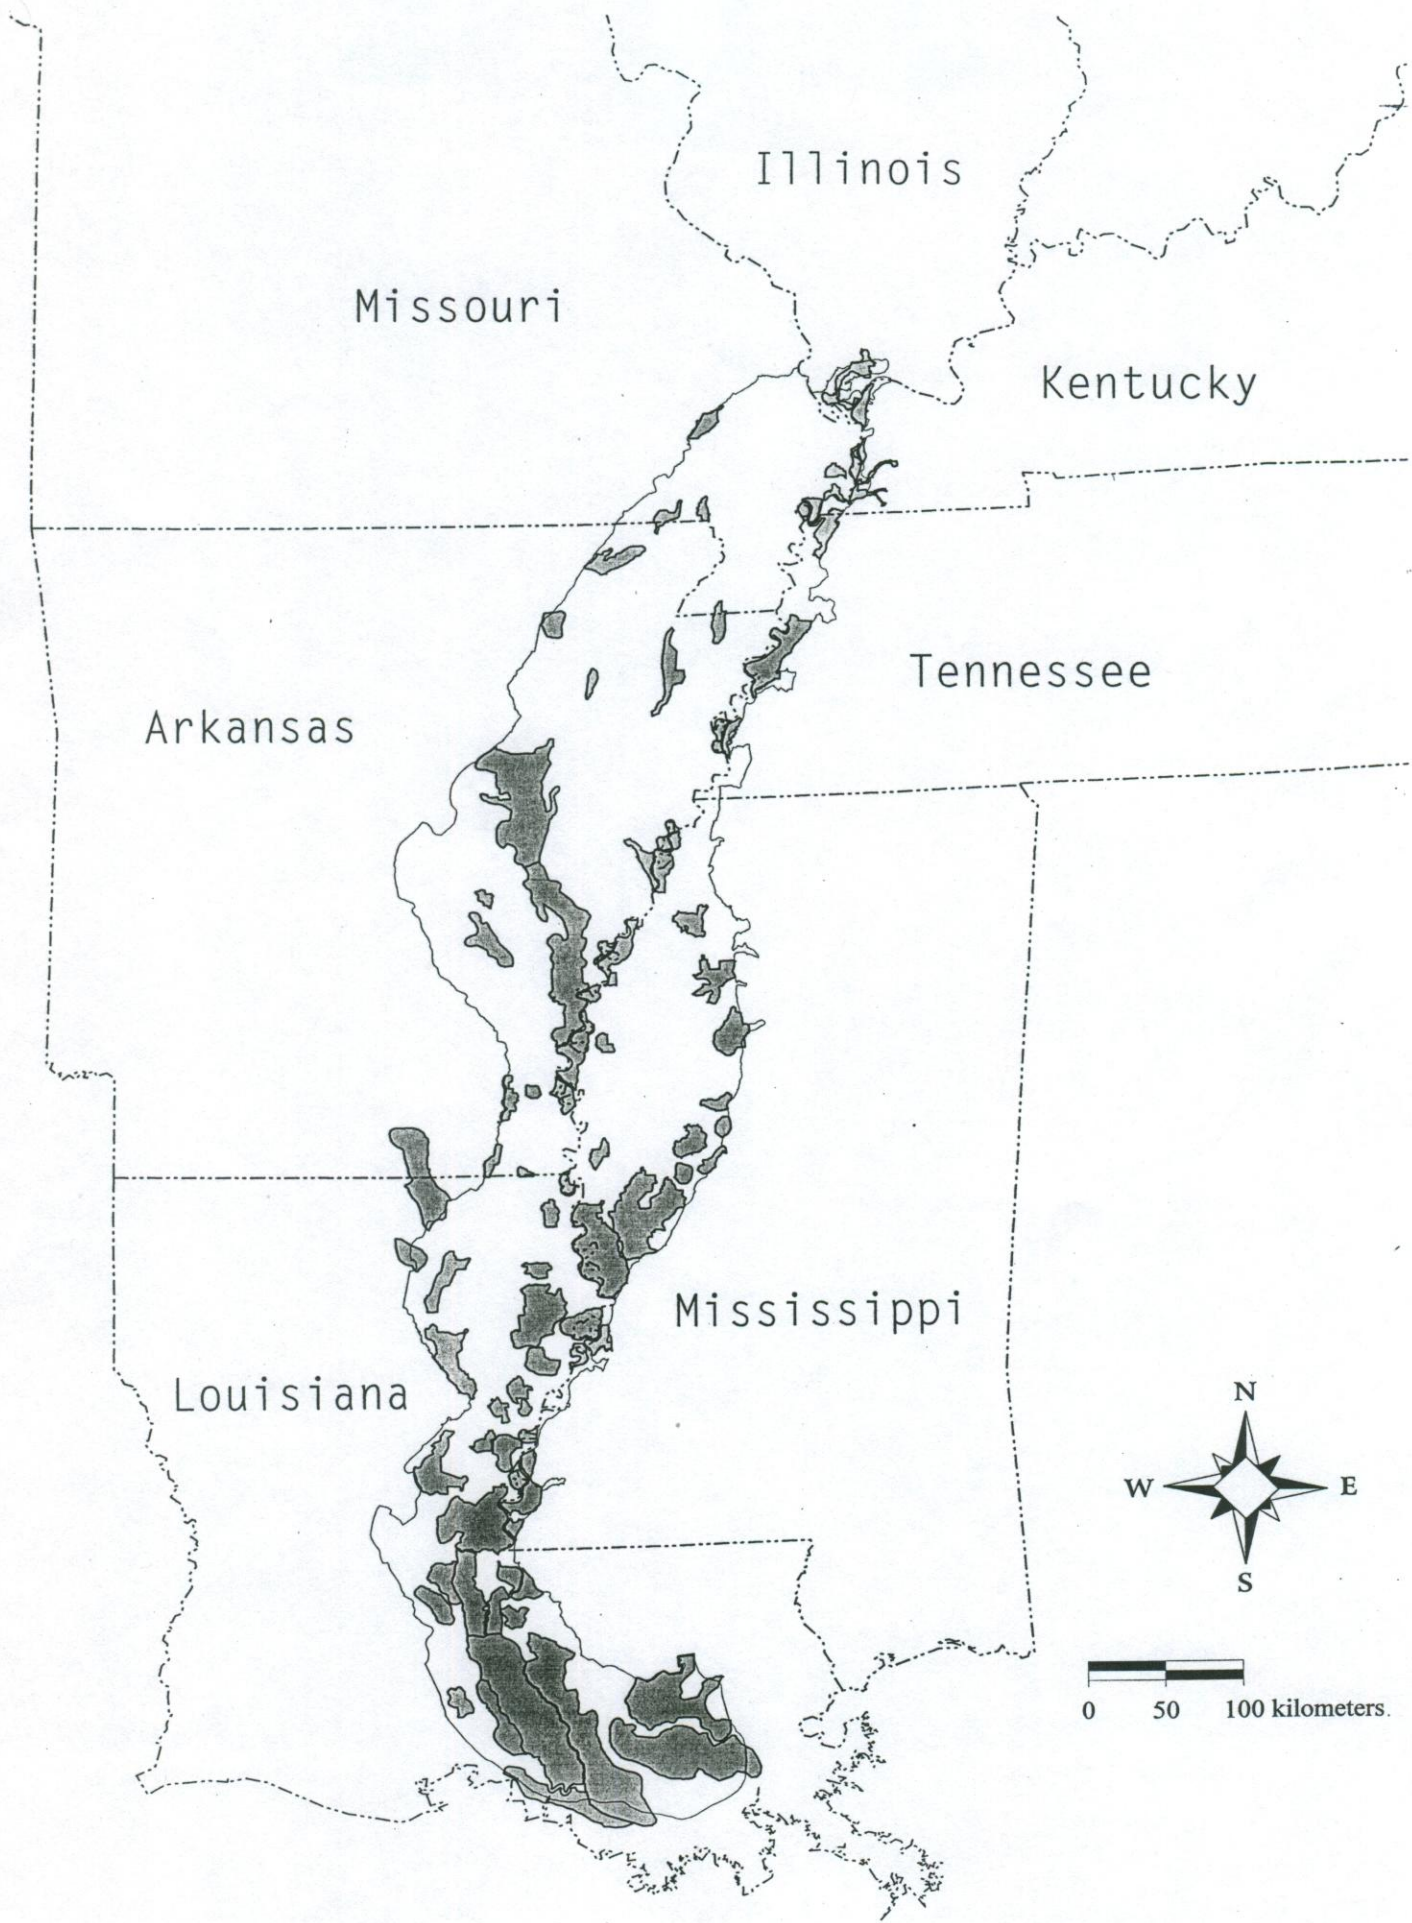 Illinois
Missouri
Kentucky
Tennessee
Arkansas
Mississippi
Louisiana
N
W E
S
0 50 100 kilometers.